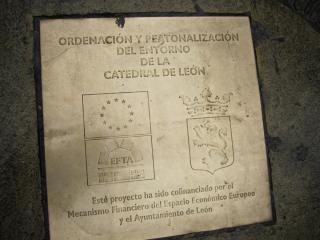 ORDENACIÓN Y PEATONALIZACIÓN
DEL ENTORNO
DE LA
CATEDRAL DE LEÓN
EFTA
Este proyecto ha sido cofinanciado por el
Mecanismo Financiero del Espacio Económico Europeo
y el Ayuntamiento de León